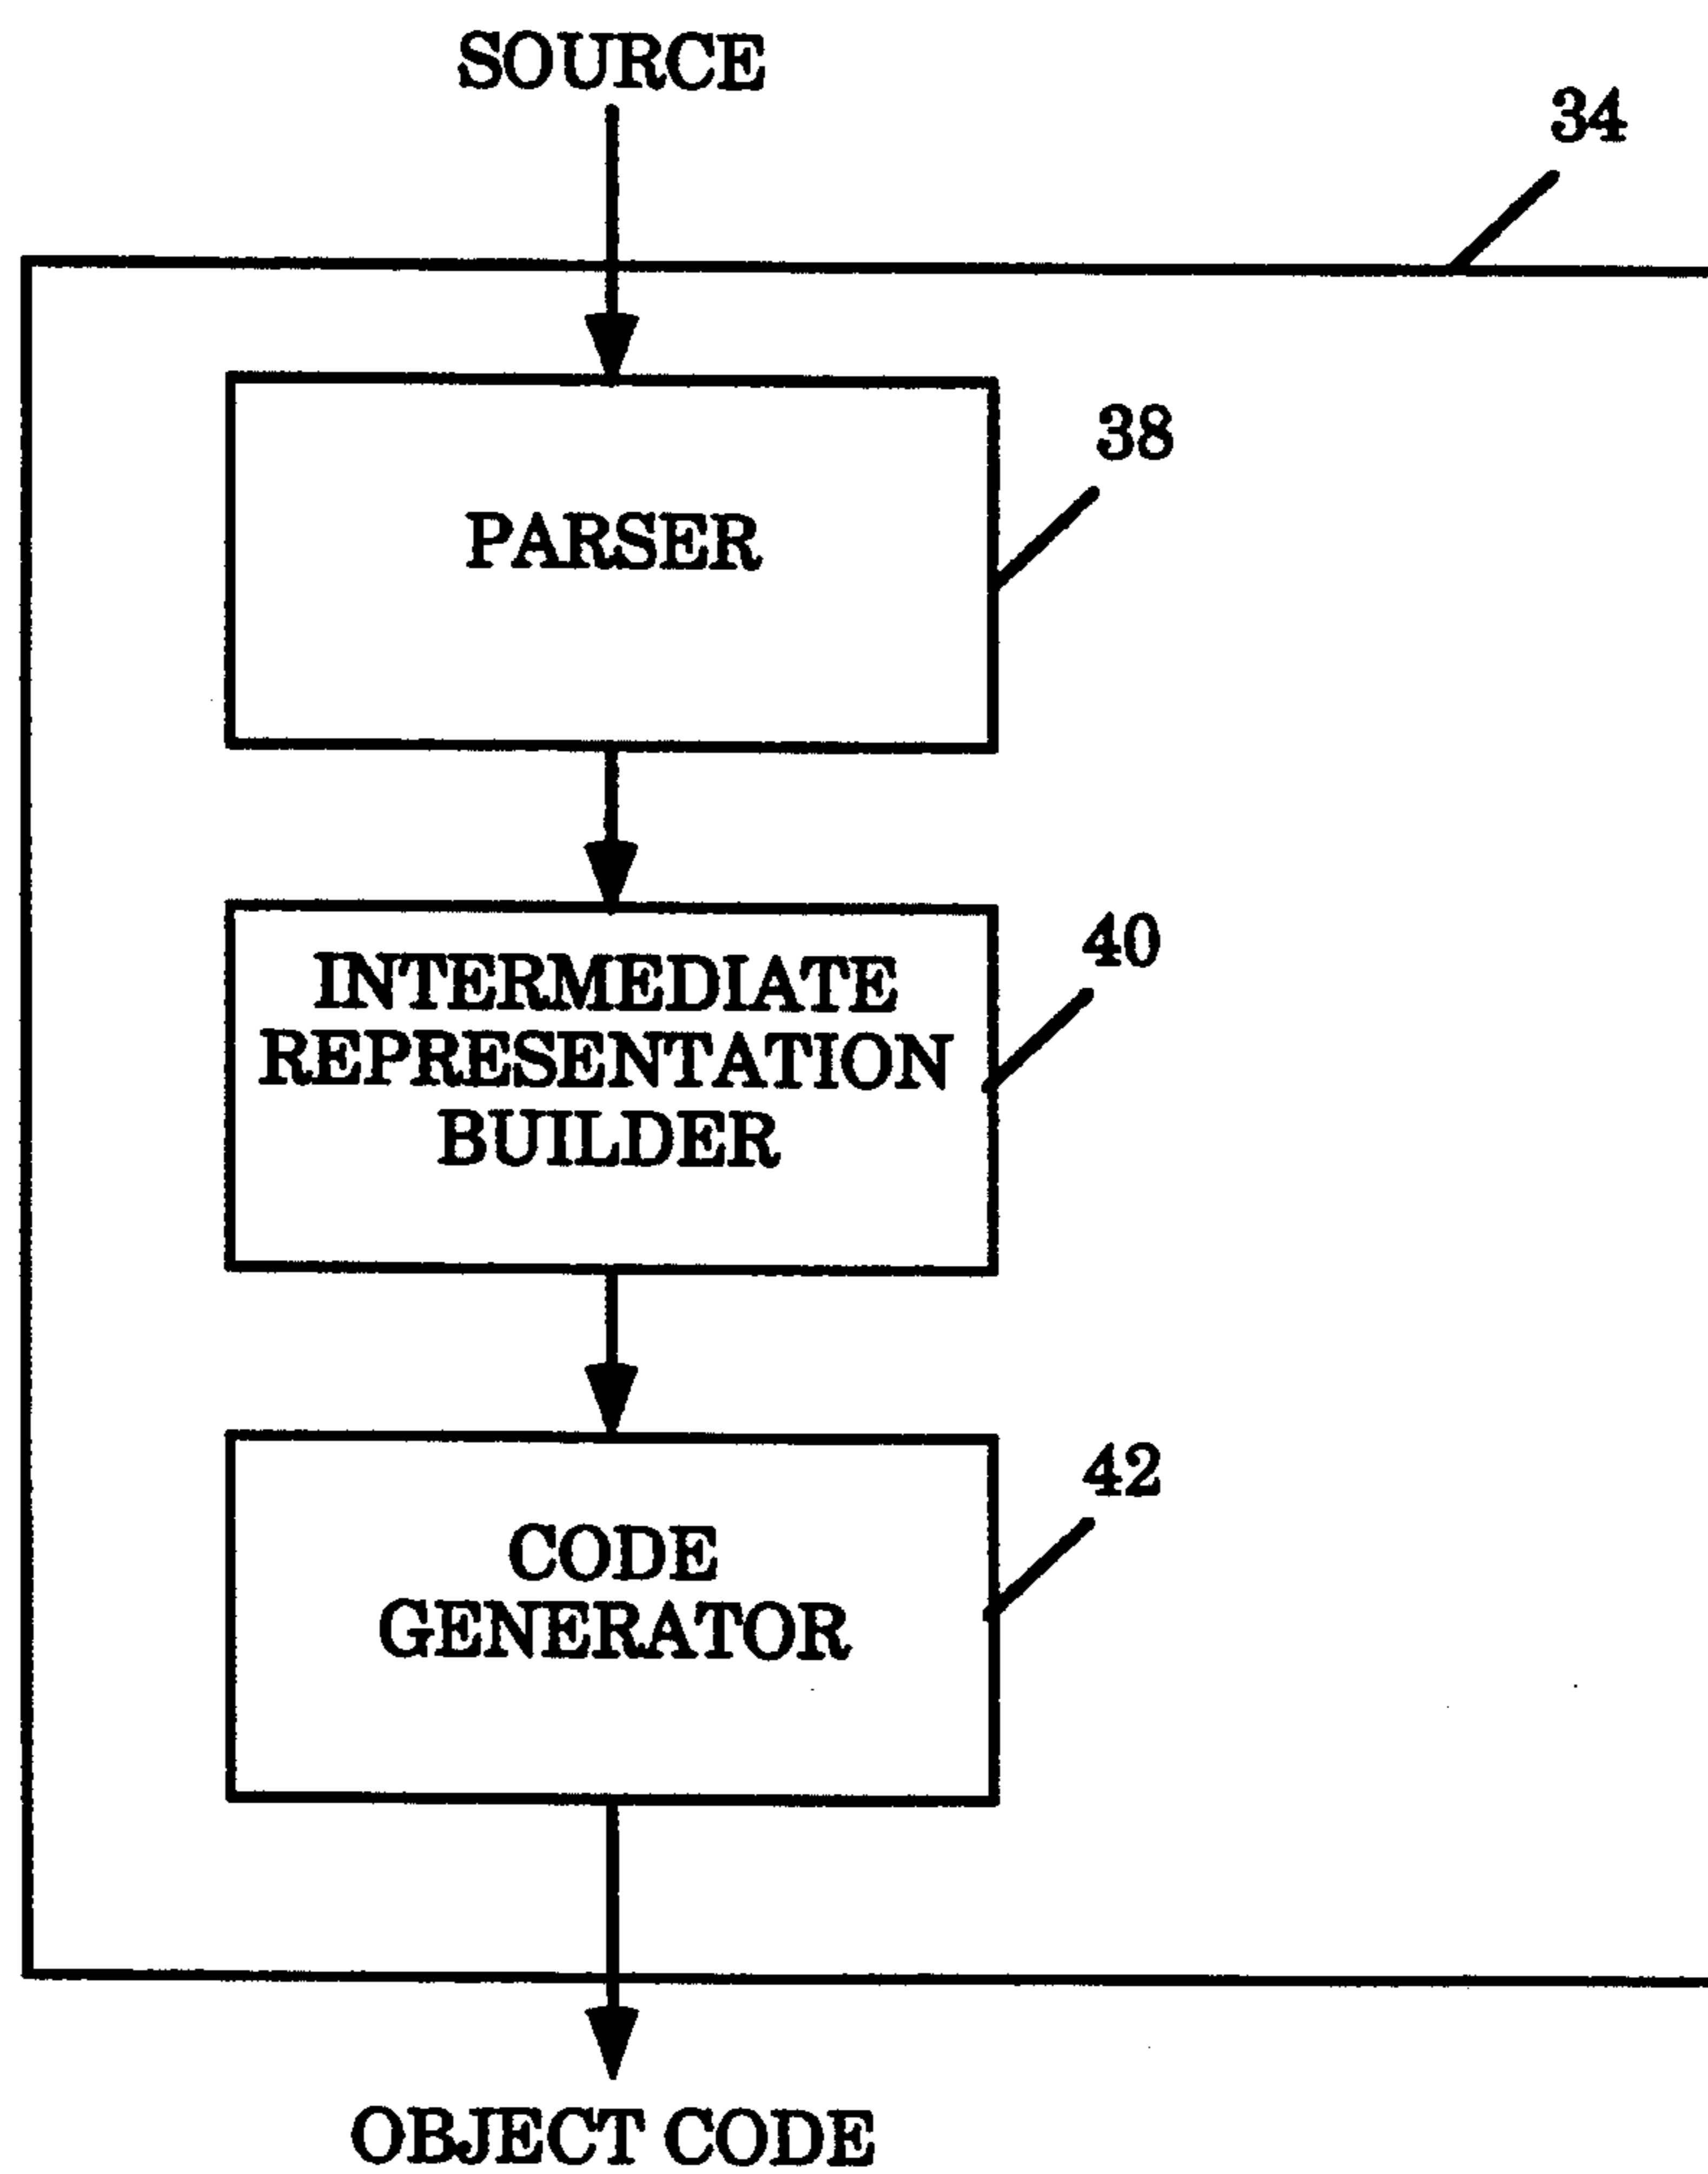 SOURCE
34
PARSER
38
INTERMEDIATE
REPRESENTATION
BUILDER
40
CODE
GENERATOR
42
OBJECT CODE